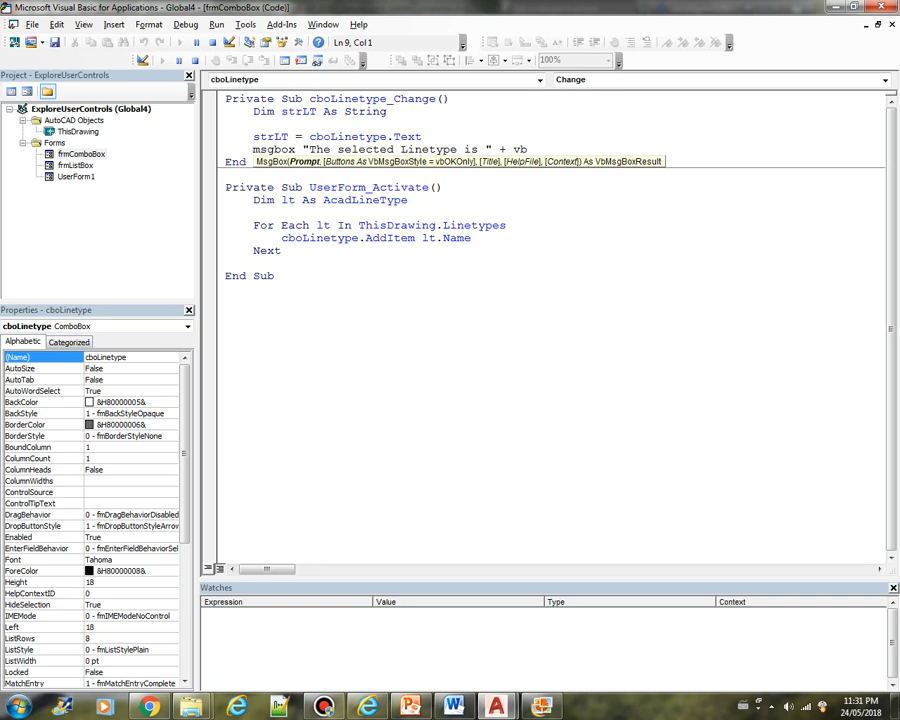 Microsoft Visual Basic for Applications - Global4 - [frmComboBox (Code)]
File Edit View Insert Format Debug Run Tools Add-Ins Window Help
Ln 9, Col 1
100%
Project - ExploreUserControls
ExploreUserControls (Global4)
AutoCAD Objects
ThisDrawing
Forms
frmComboBox
frmListBox
UserForm1
cboLinetype Change
Private Sub cboLinetype_Change()
Dim strLT As String
strLT = cboLinetype.Text
msgbox "The selected Linetype is " + vb
End
MsgBox(Prompt, [Buttons As VbMsgBoxStyle = vbOKOnly], [Title], [HelpFile], [Context]) As VbMsgBoxResult
Private Sub UserForm_Activate()
Dim lt As AcadLineType
For Each lt In ThisDrawing.Linetypes
cboLinetype.AddItem lt.Name
Next
End Sub
Properties - cboLinetype
cboLinetype ComboBox
Alphabetic Categorized
(Name) cboLinetype
AutoSize False
AutoTab False
AutoWordSelect True
BackColor &H80000005&
BackStyle 1 - fmBackStyleOpaque
BorderColor &H80000006&
BorderStyle 0 - fmBorderStyleNone
BoundColumn 1
ColumnCount 1
ColumnHeads False
ColumnWidths
ControlSource
ControlTipText
DragBehavior 0 - fmDragBehaviorDisabled
DropButtonStyle 1 - fmDropButtonStyleArrow
Enabled True
EnterFieldBehavior 0 - fmEnterFieldBehaviorSel
Font Tahoma
ForeColor &H80000008&
Height 18
HelpContextID 0
HideSelection True
IMEMode 0 - fmIMEModeNoControl
Left 18
ListRows 8
ListStyle 0 - fmListStylePlain
ListWidth 0 pt
Locked False
MatchEntry 1 - fmMatchEntryComplete
Watches
Expression Value Type Context
11:31 PM
24/05/2018